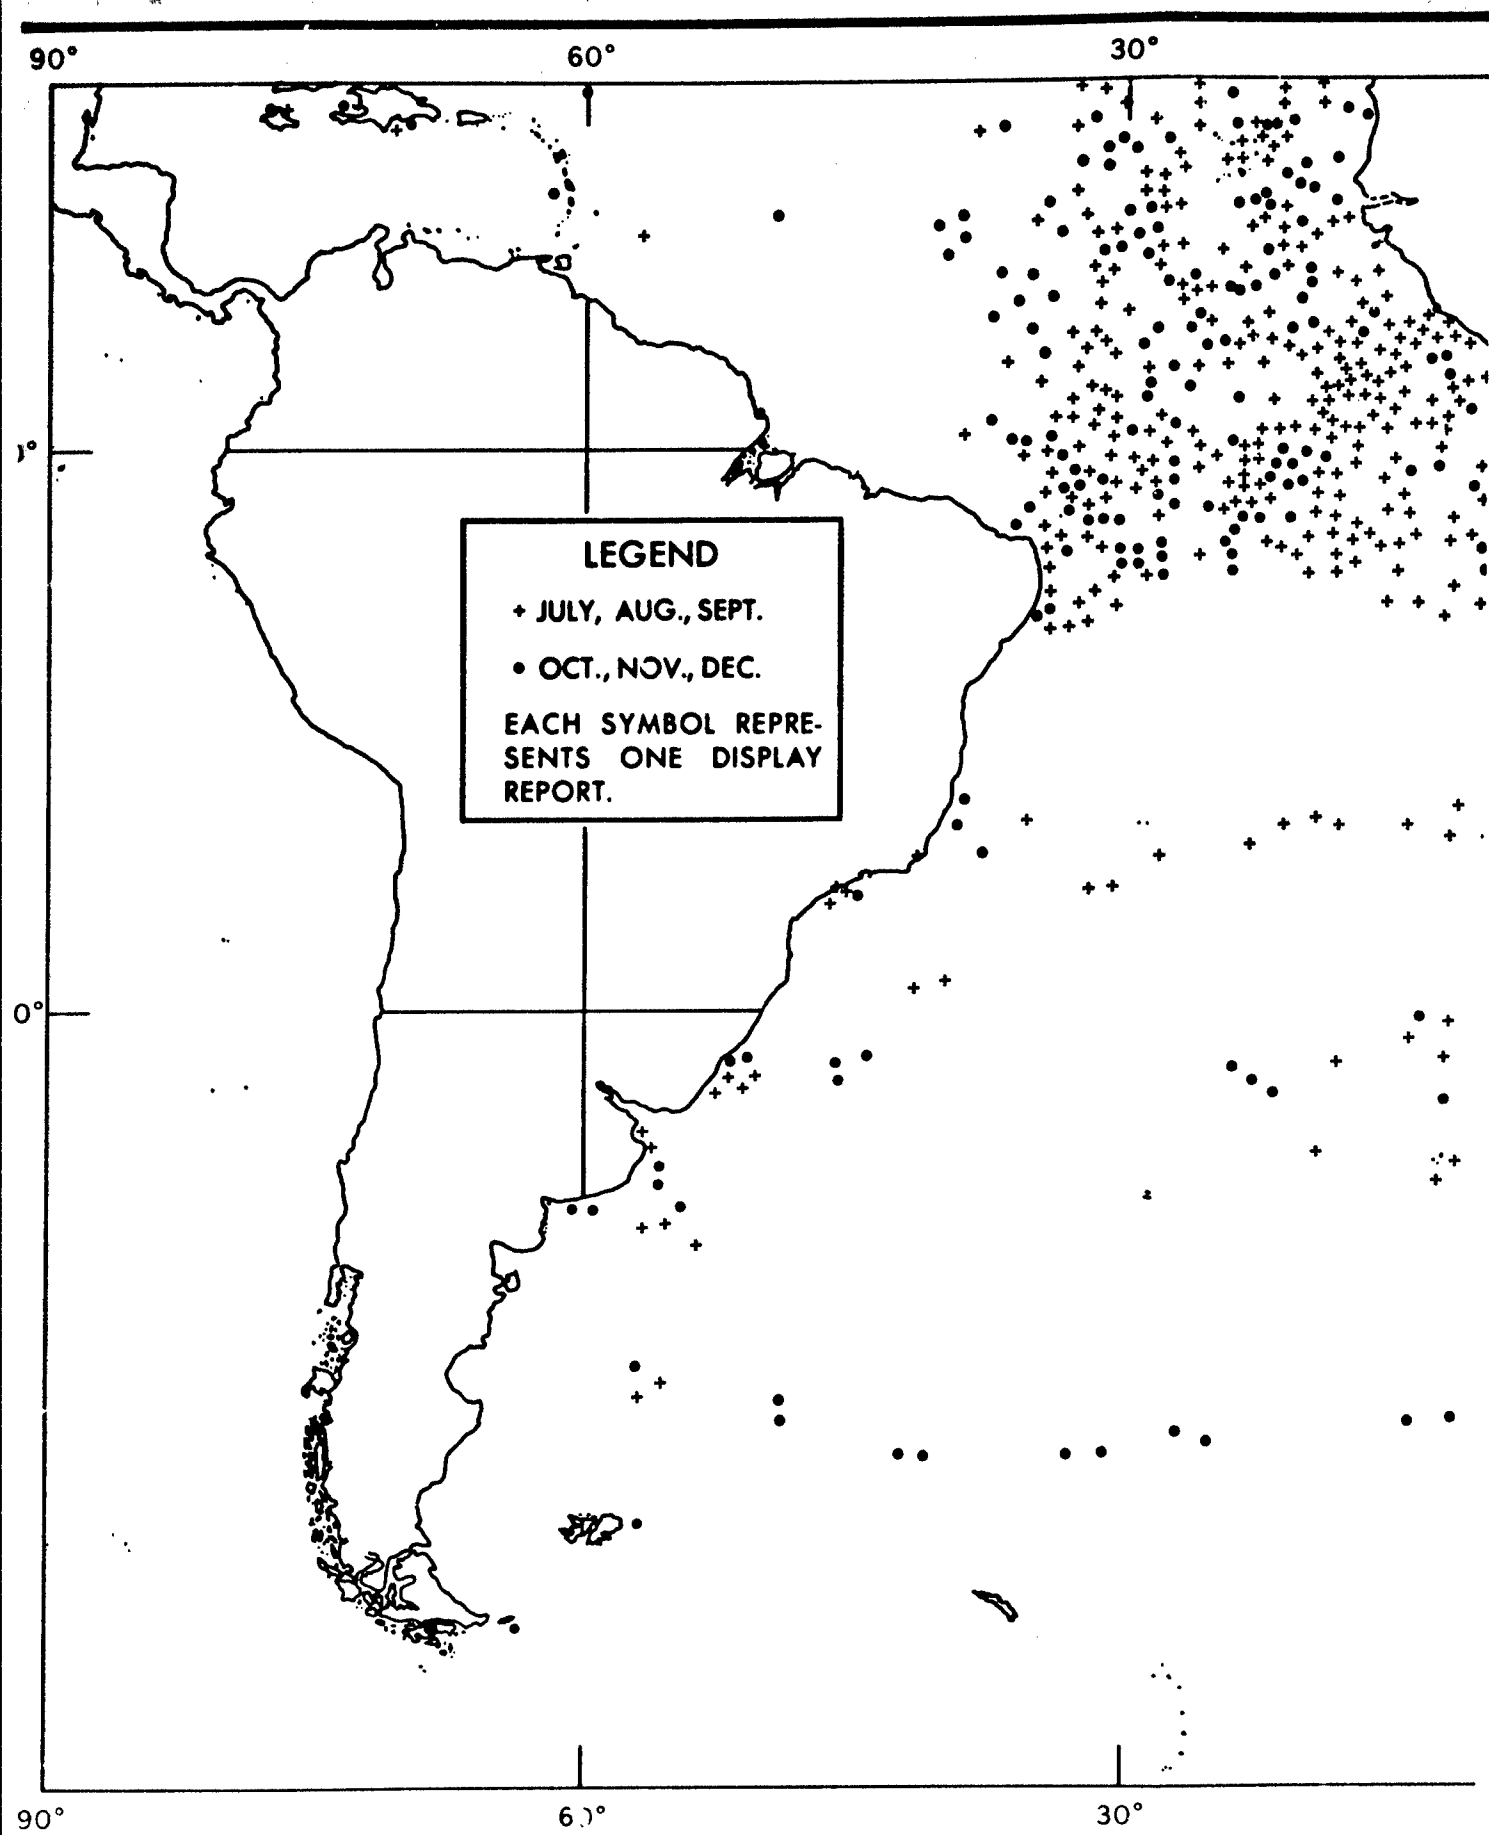 90° 60° 30°
)°
LEGEND
+ JULY, AUG., SEPT.
• OCT., NOV., DEC.
EACH SYMBOL REPRE-
SENTS ONE DISPLAY
REPORT.
0°
90° 60° 30°